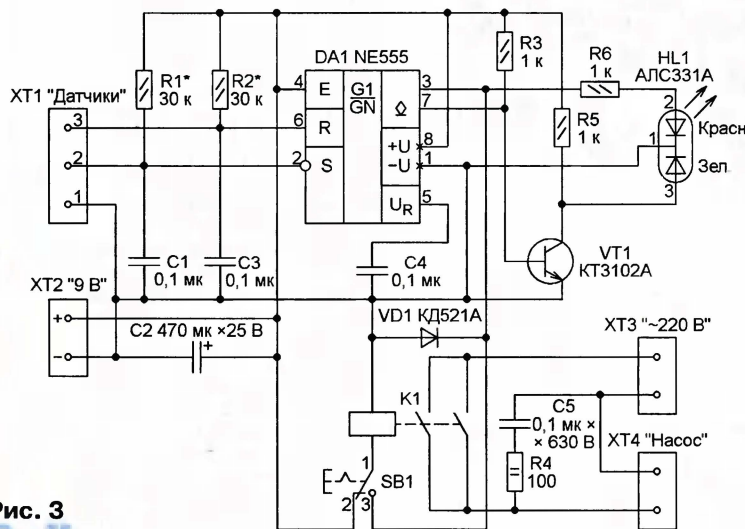 DA1 NE555
R3
1 к
R6
1 к
HL1
АЛС331А
XT1 "Датчики"
R1*
30 к
R2*
30 к
4
E
G1
GN
3
7
6
R
2
S
+U
8
–U
1
UR
5
R5
1 к
2
1
3
Красн
Зел.
3
2
1
VT1
КТ3102А
C1
0,1 мк
C3
0,1 мк
C4
0,1 мк
XT2 "9 В"
+
–
C2 470 мк ×25 В
+
VD1 КД521А
XT3 "~220 В"
K1
C5
0,1 мк ×
× 630 В
XT4 "Насос"
R4
100
1
2
3
SB1
Рис. 3